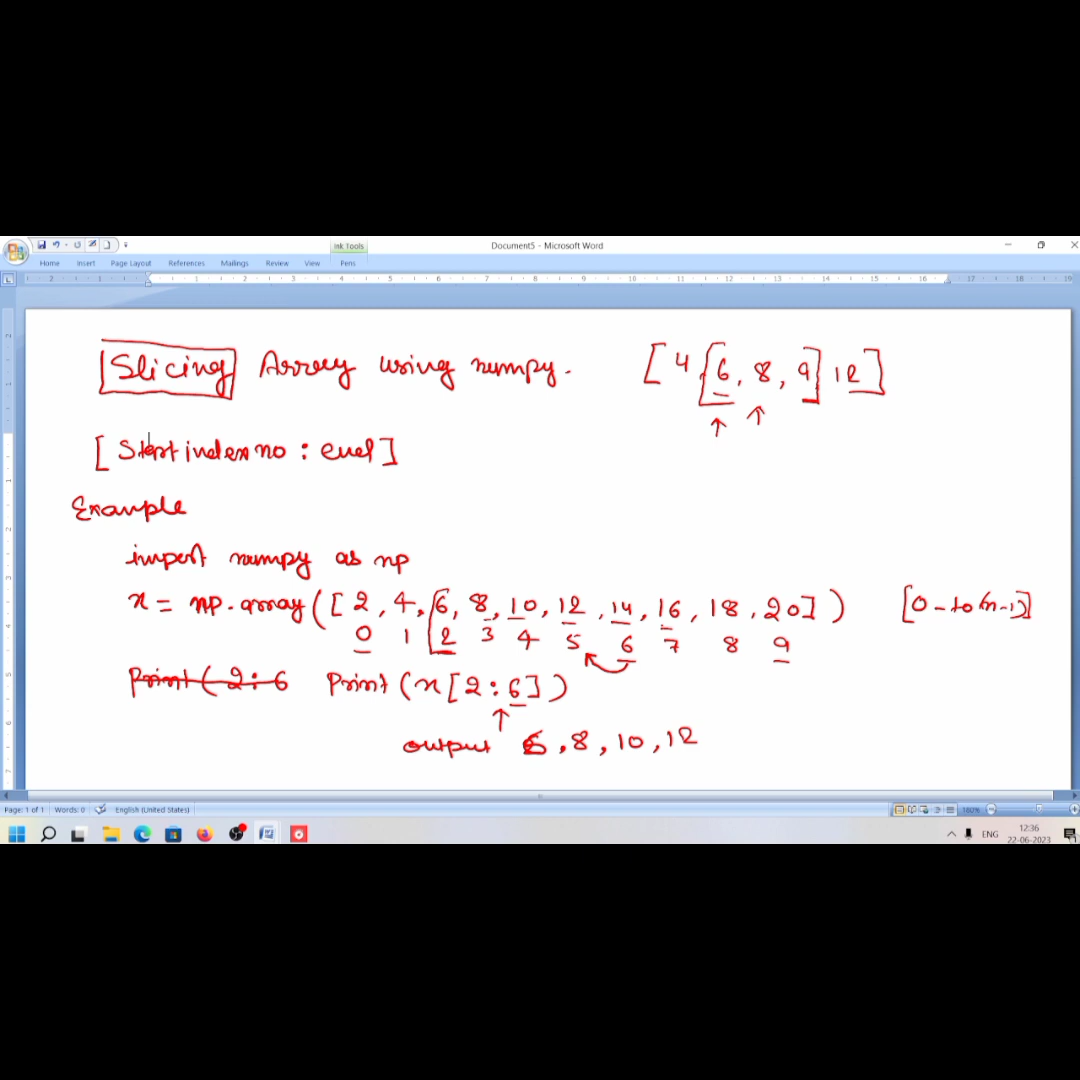 Document5 - Microsoft Word
Ink Tools
Home Insert Page Layout References Mailings Review View Pens
Slicing Array using numpy. [4, [6, 8, 9] 12]
[Start index no : end]
Example
import numpy as np
x = np.array([2, 4, [6, 8, 10, 12, 14, 16, 18, 20]) [0 - to (n-1)]
0 1 2 3 4 5 6 7 8 9
Print(2:6 Print(x[2:6])
output 6, 8, 10, 12
Page: 1 of 1 Words: 0 English (United States) 160%
ENG 12:36
22-06-2023